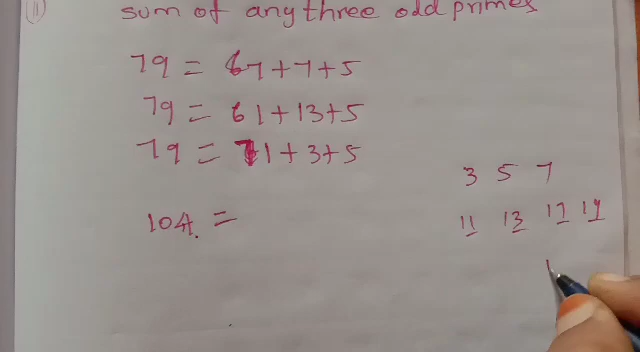 (11) sum of any three odd primes
79 = 67+7+5
79 = 61+13+5
79 = 71+3+5
104. =
3 5 7
11 13 17 19